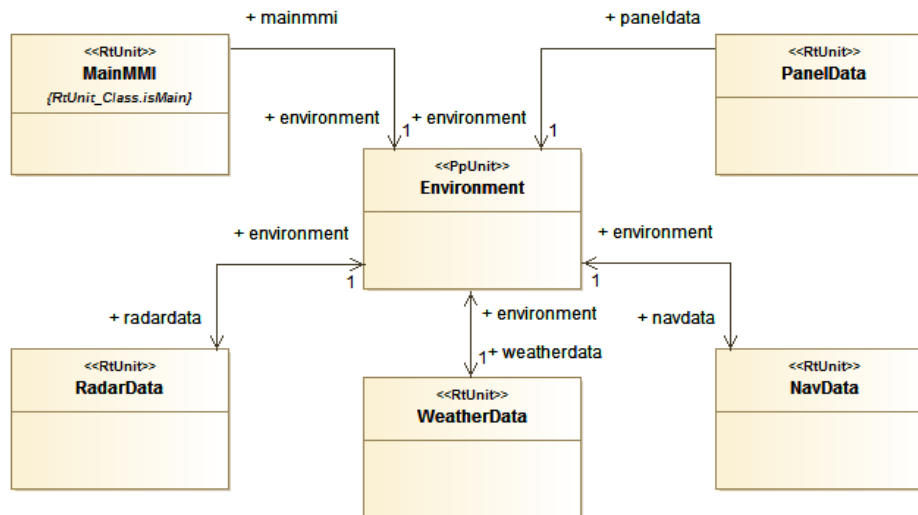 + mainmmi
+ paneldata
<<RtUnit>>
MainMMI
{RtUnit_Class.isMain}
<<RtUnit>>
PanelData
+ environment
1
+ environment
1
<<PpUnit>>
Environment
+ environment
1
+ environment
1
+ radardata
+ environment
+ navdata
1
+ weatherdata
<<RtUnit>>
RadarData
<<RtUnit>>
WeatherData
<<RtUnit>>
NavData